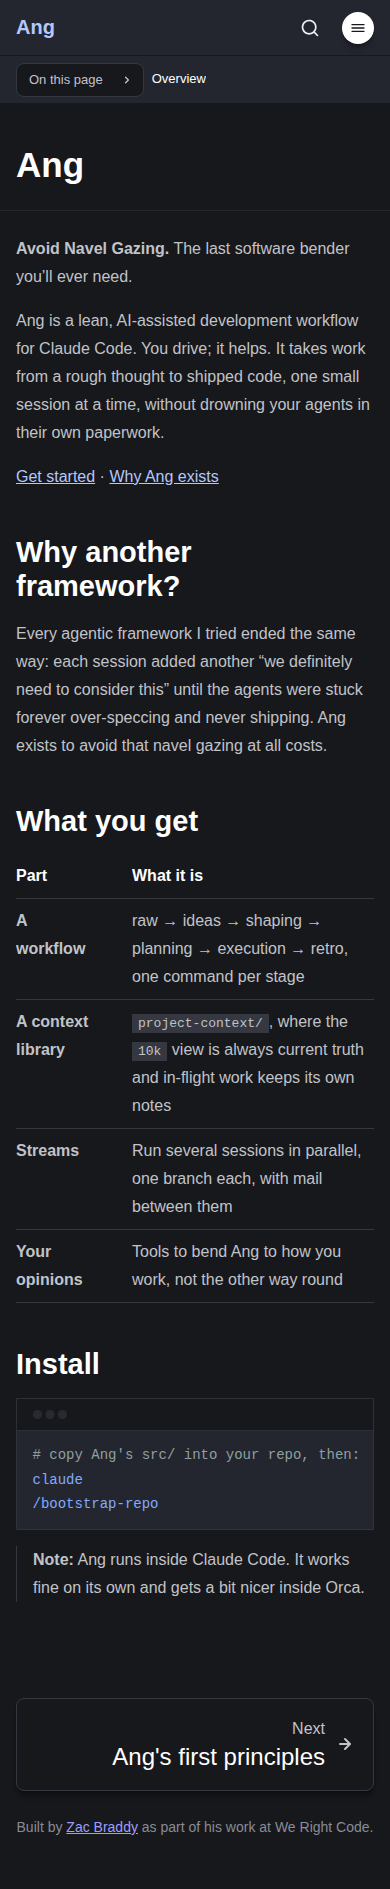 Ang
On this page
Overview
Ang
Avoid Navel Gazing. The last software bender
you’ll ever need.
Ang is a lean, AI-assisted development workflow
for Claude Code. You drive; it helps. It takes work
from a rough thought to shipped code, one small
session at a time, without drowning your agents in
their own paperwork.
Get started · Why Ang exists
Why another
framework?
Every agentic framework I tried ended the same
way: each session added another “we definitely
need to consider this” until the agents were stuck
forever over-speccing and never shipping. Ang
exists to avoid that navel gazing at all costs.
What you get
Part What it is
A
workflow
raw → ideas → shaping →
planning → execution → retro,
one command per stage
A context
library
project-context/, where the
10k view is always current truth
and in-flight work keeps its own
notes
Streams
Run several sessions in parallel,
one branch each, with mail
between them
Your
opinions
Tools to bend Ang to how you
work, not the other way round
Install
# copy Ang's src/ into your repo, then:
claude
/bootstrap-repo
Note: Ang runs inside Claude Code. It works
fine on its own and gets a bit nicer inside Orca.
Next
Ang's first principles
Built by Zac Braddy as part of his work at We Right Code.